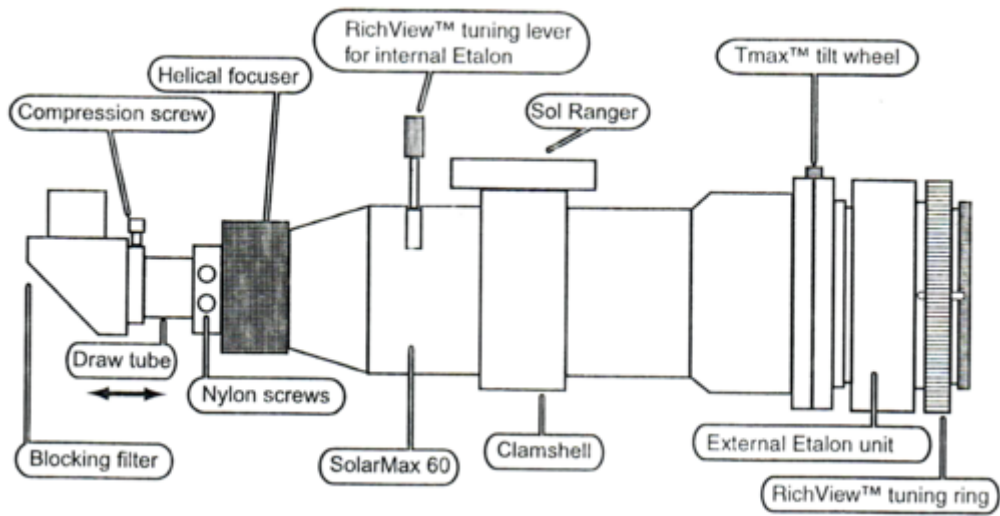 RichView™ tuning lever
for internal Etalon
Tmax™ tilt wheel
Helical focuser
Compression screw
Sol Ranger
Draw tube
Nylon screws
Blocking filter
SolarMax 60
Clamshell
External Etalon unit
RichView™ tuning ring